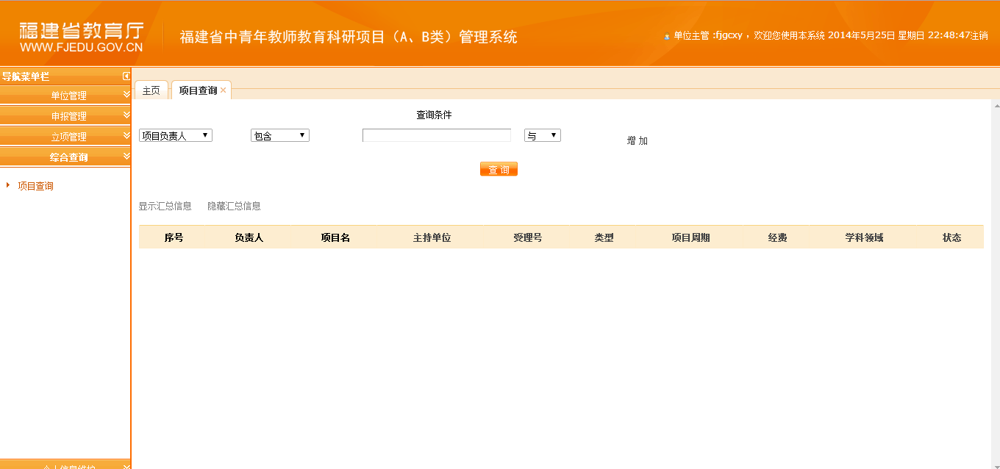 福建省教育厅
WWW.FJEDU.GOV.CN
福建省中青年教师教育科研项目（A、B类）管理系统
单位主管 :fjgcxy ，欢迎您使用本系统 2014年5月25日 星期日 22:48:47注销
导航菜单栏
单位管理
申报管理
立项管理
综合查询
项目查询
个人信息维护
主页 项目查询
查询条件
项目负责人 包含 与 增 加
查 询
显示汇总信息 隐藏汇总信息
序号 负责人 项目名 主持单位 受理号 类型 项目周期 经费 学科领域 状态